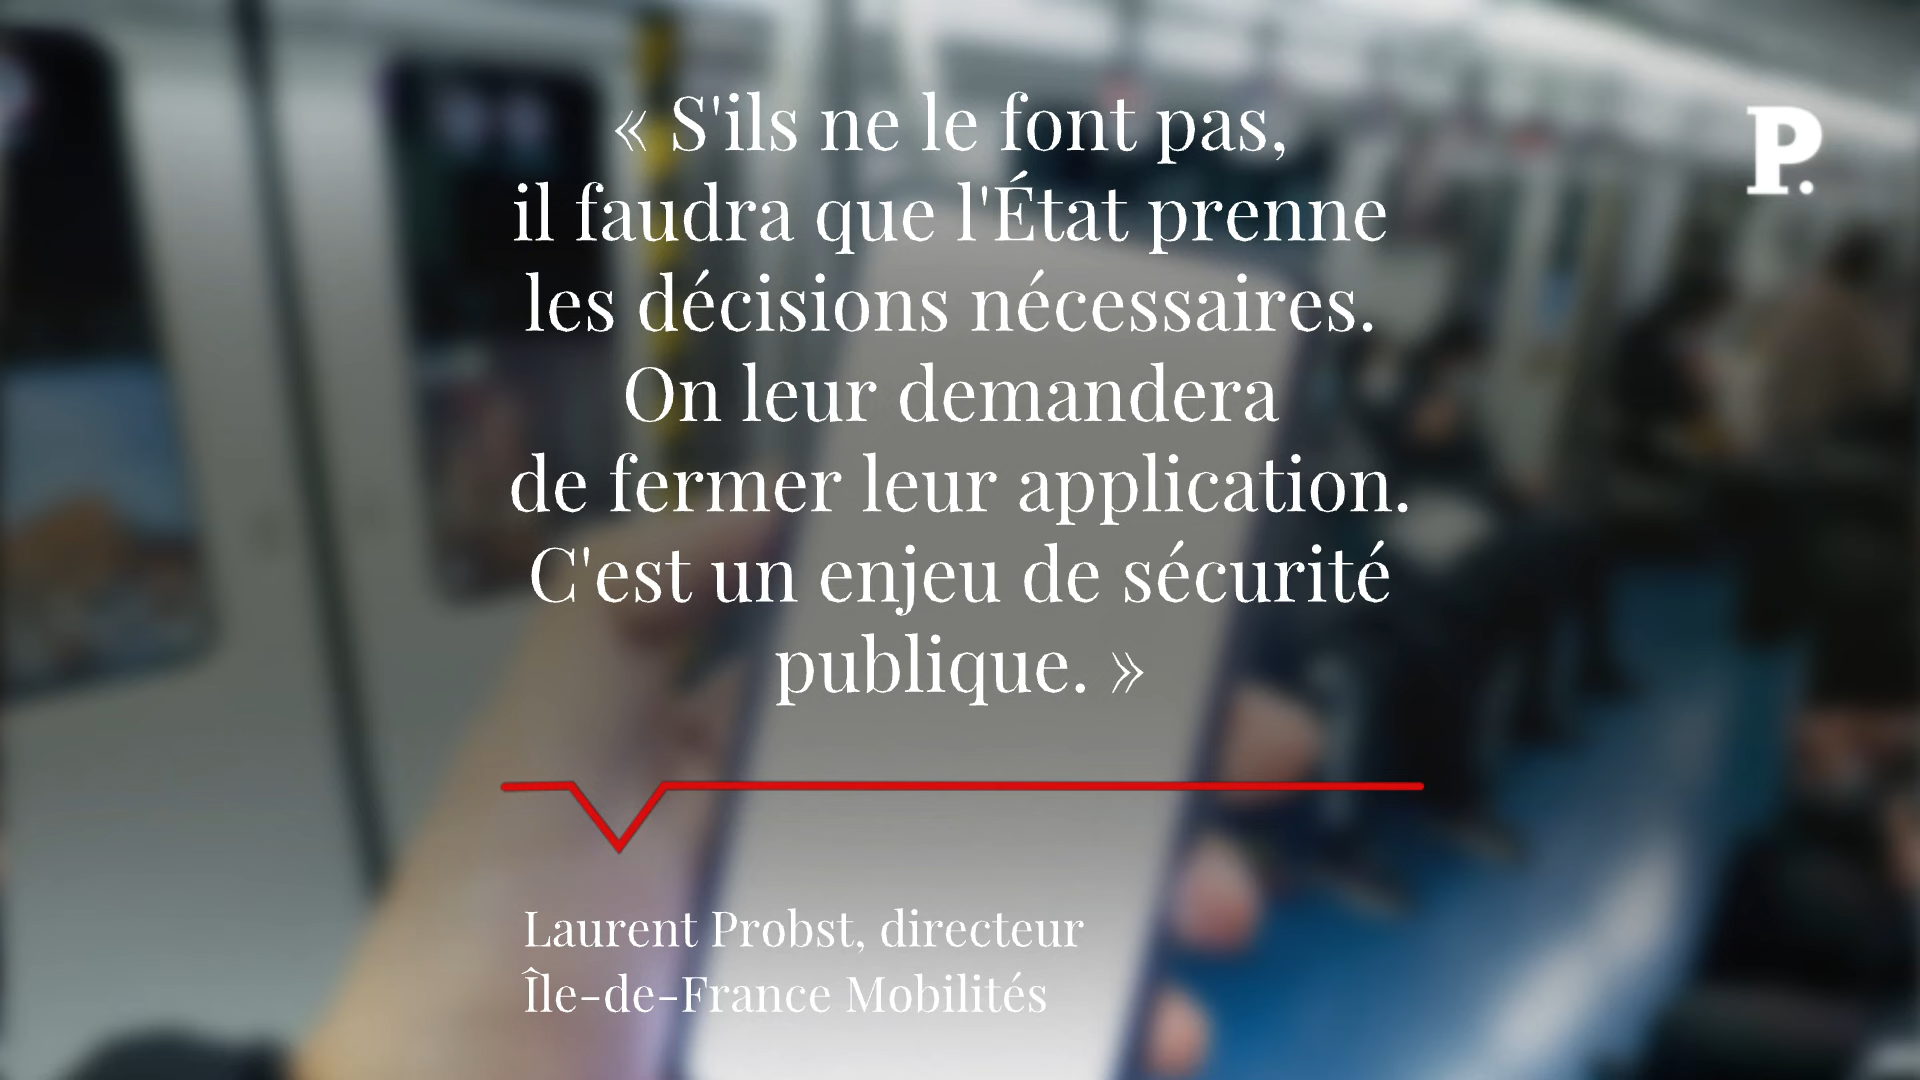 « S'ils ne le font pas,
il faudra que l'État prenne
les décisions nécessaires.
On leur demandera
de fermer leur application.
C'est un enjeu de sécurité
publique. »
P.
Laurent Probst, directeur
Île-de-France Mobilités